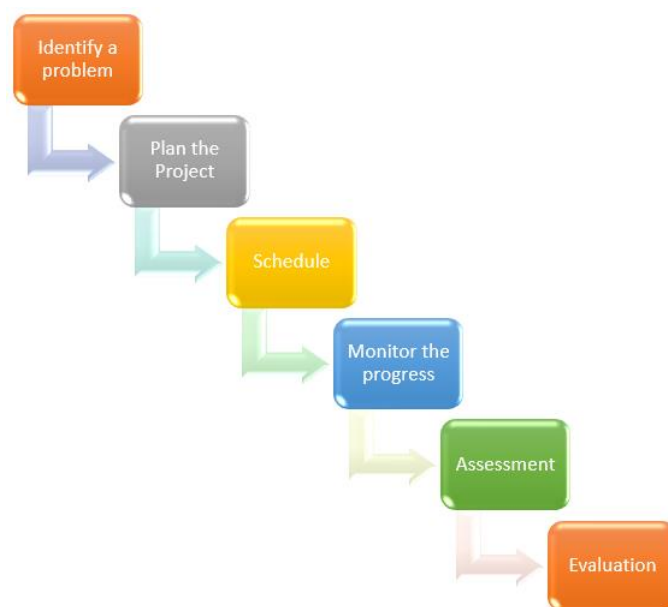 Identify a
problem
Plan the
Project
Schedule
Monitor the
progress
Assessment
Evaluation